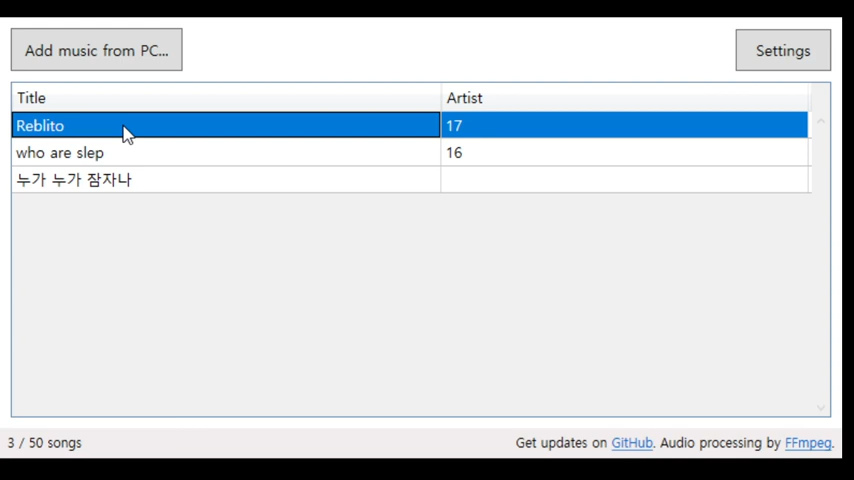 Add music from PC... Settings
Title Artist
Reblito 17
who are slep 16
누가 누가 잠자나
3 / 50 songs Get updates on GitHub. Audio processing by FFmpeg.